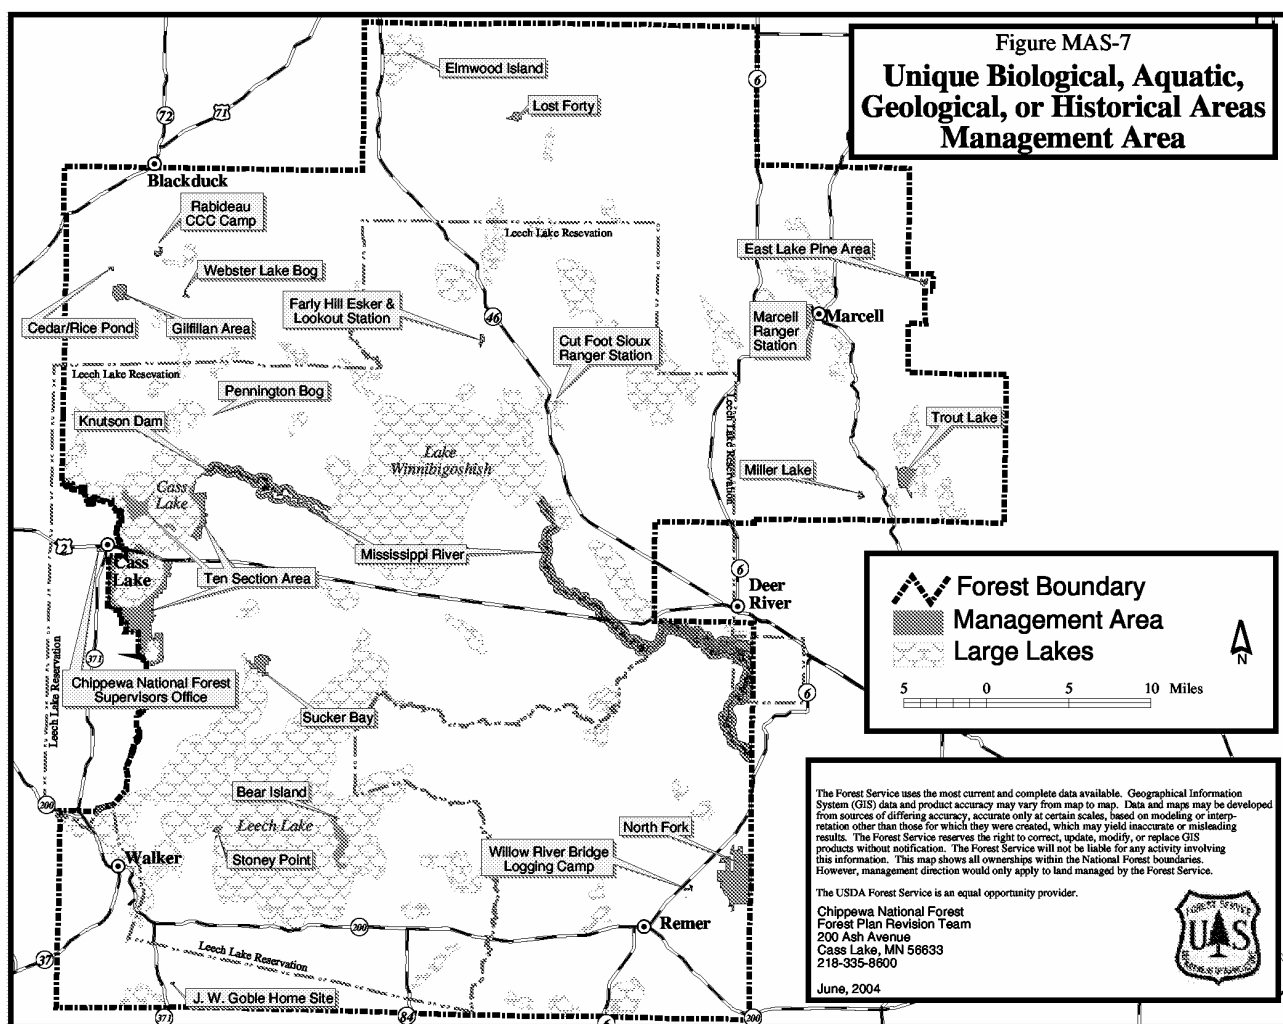 Figure MAS-7
Unique Biological, Aquatic,
Geological, or Historical Areas
Management Area
Elmwood Island
Lost Forty
6
72
71
Blackduck
Rabideau
CCC Camp
Leech Lake Resevation
East Lake Pine Area
Webster Lake Bog
Farly Hill Esker &
Lookout Station
46
Marcell
Ranger
Station
Marcell
Cedar/Rice Pond
Gilfillan Area
Cut Foot Sioux
Ranger Station
Leech Lake Resevation
Pennington Bog
Knutson Dam
Leech Lake Reservation
Trout Lake
Lake
Winnibigoshish
Miller Lake
Cass
Lake
2
Mississippi River
Cass
Lake
Ten Section Area
6
Deer
River
Forest Boundary
Management Area
Large Lakes
N
5 0 5 10 Miles
371
Leech Lake Reservation
Chippewa National Forest
Supervisors Office
6
Sucker Bay
200
Bear Island
Leech Lake
Stoney Point
North Fork
Willow River Bridge
Logging Camp
Walker
200
Remer
37
Leech Lake Resevation
J. W. Goble Home Site
371
84
6
200
The Forest Service uses the most current and complete data available. Geographical Information
System (GIS) data and product accuracy may vary from map to map. Data and maps may be developed
from sources of differing accuracy, accurate only at certain scales, based on modeling or interp-
retation other than those for which they were created, which may yield inaccurate or misleading
results. The Forest Service reserves the right to correct, update, modify, or replace GIS
products without notification. The Forest Service will not be liable for any activity involving
this information. This map shows all ownerships within the National Forest boundaries.
However, management direction would only apply to land managed by the Forest Service.
The USDA Forest Service is an equal opportunity provider.
Chippewa National Forest
Forest Plan Revision Team
200 Ash Avenue
Cass Lake, MN 56633
218-335-8600
June, 2004
FOREST SERVICE
U S